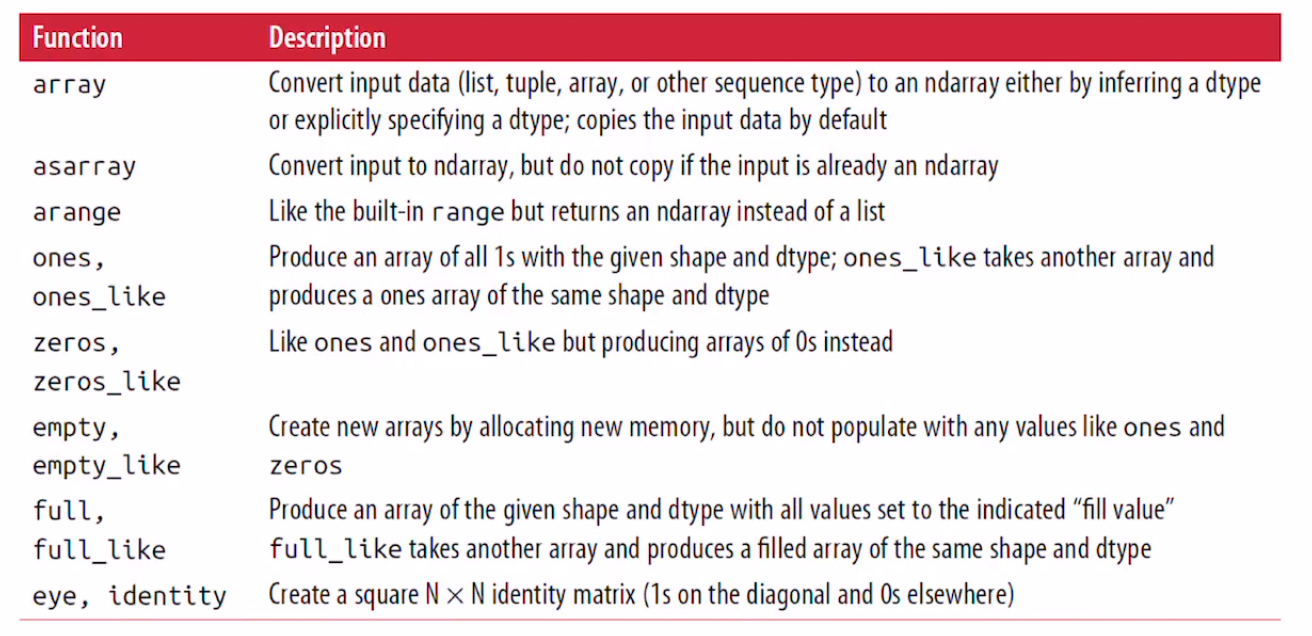 Function Description
array Convert input data (list, tuple, array, or other sequence type) to an ndarray either by inferring a dtype
or explicitly specifying a dtype; copies the input data by default
asarray Convert input to ndarray, but do not copy if the input is already an ndarray
arange Like the built-in range but returns an ndarray instead of a list
ones, Produce an array of all 1s with the given shape and dtype; ones_like takes another array and
ones_like produces a ones array of the same shape and dtype
zeros, Like ones and ones_like but producing arrays of 0s instead
zeros_like
empty, Create new arrays by allocating new memory, but do not populate with any values like ones and
empty_like zeros
full, Produce an array of the given shape and dtype with all values set to the indicated “fill value”
full_like full_like takes another array and produces a filled array of the same shape and dtype
eye, identity Create a square N × N identity matrix (1s on the diagonal and 0s elsewhere)